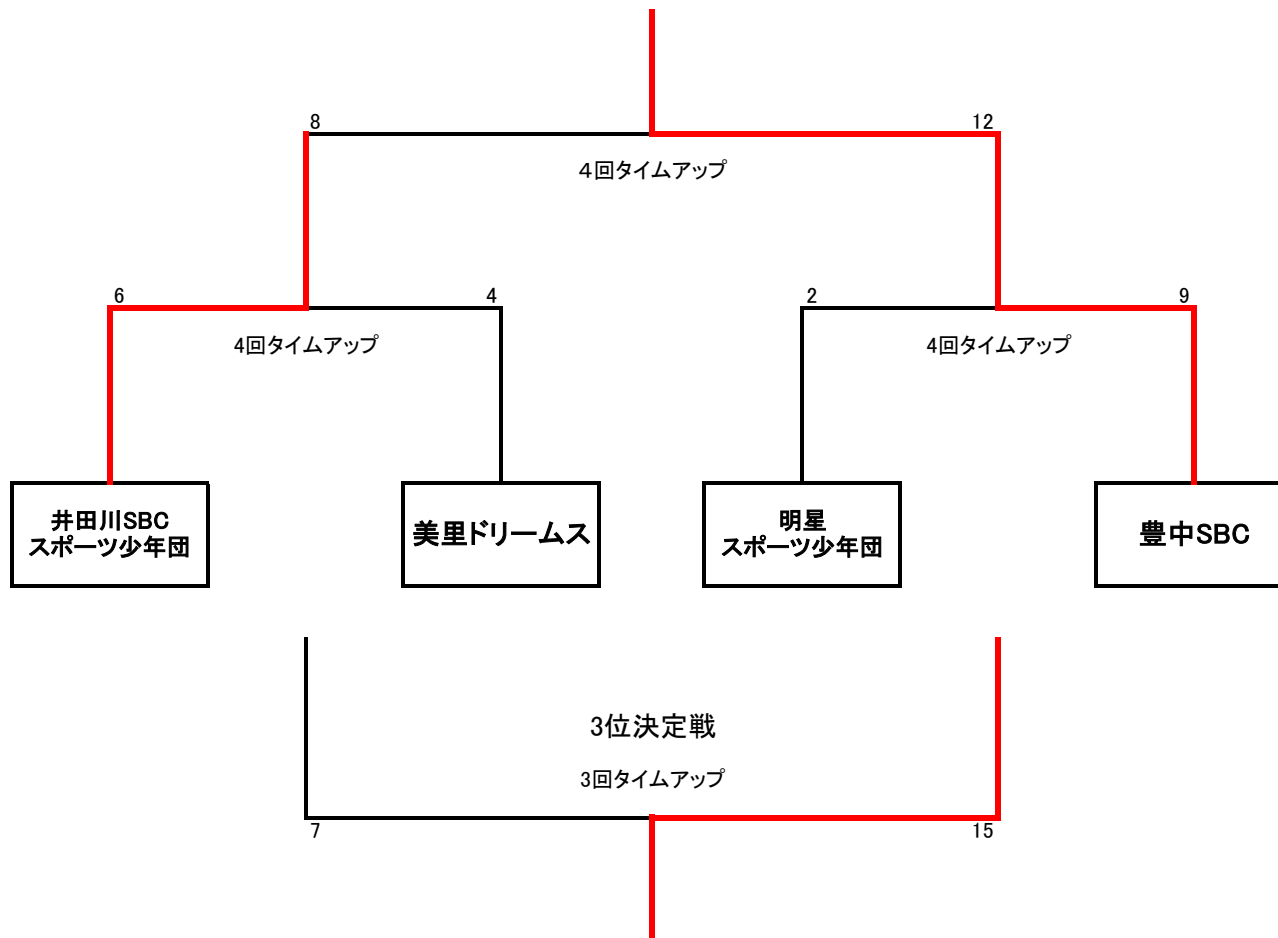 8
12
４回タイムアップ
6
4
2
9
4回タイムアップ
4回タイムアップ
井田川SBC
スポーツ少年団
美里ドリームス
明星
スポーツ少年団
豊中SBC
3位決定戦
3回タイムアップ
7
15